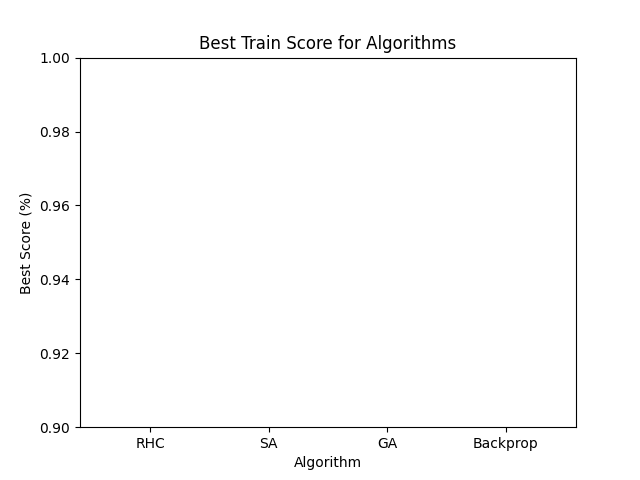 Best Train Score for Algorithms
1.00
0.98
0.96
0.94
0.92
0.90
Best Score (%)
RHC SA GA Backprop
Algorithm